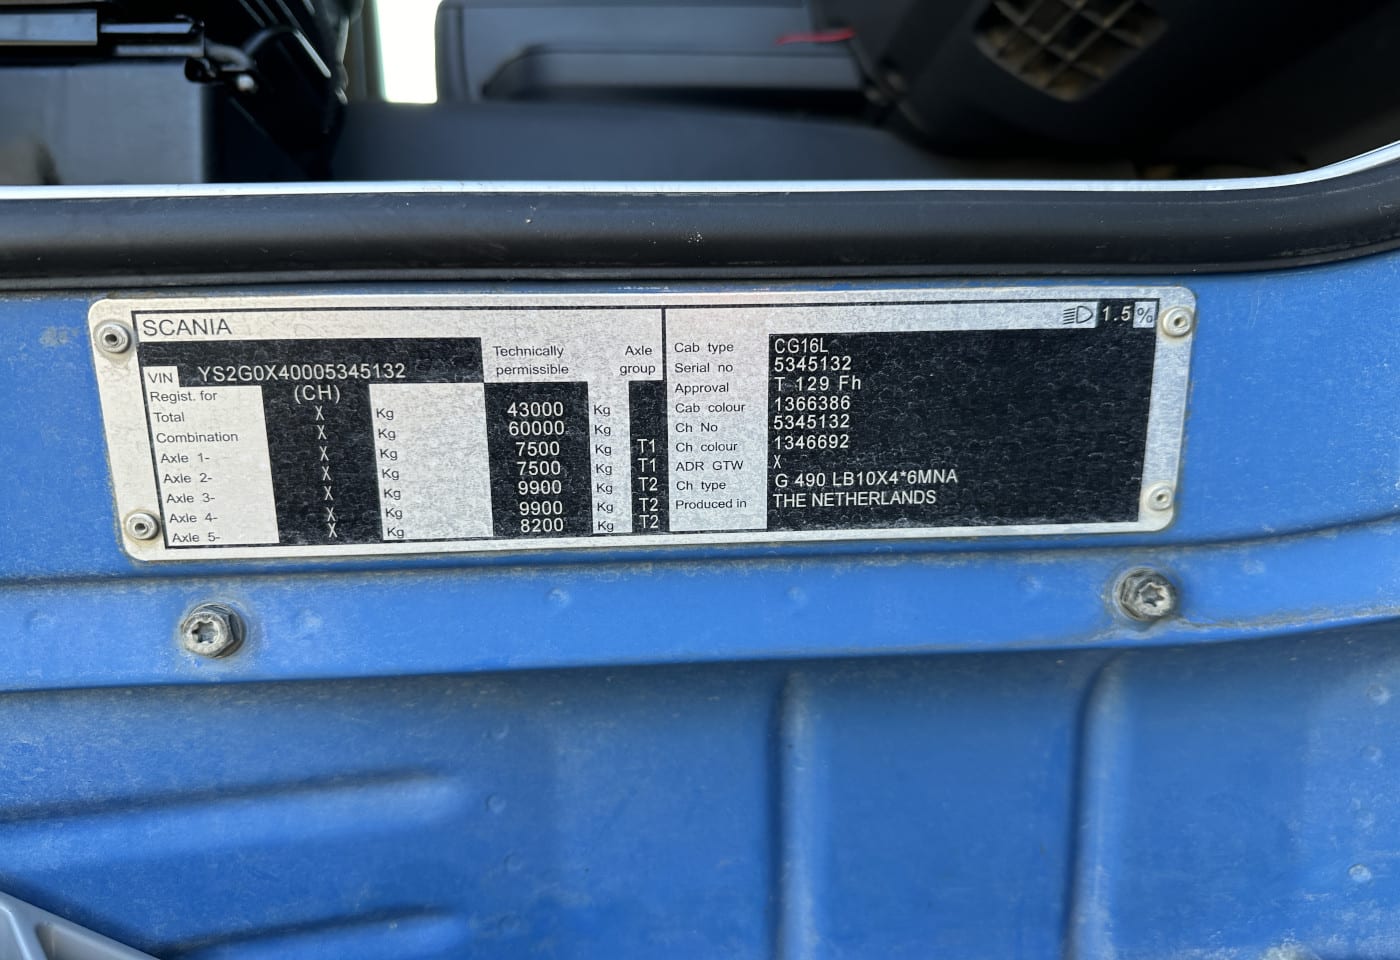 SCANIA
1.5 %
VIN YS2G0X40005345132
Regist. for (CH)
Technically permissible
Axle group
Total X Kg 43000 Kg
Combination X Kg 60000 Kg
Axle 1- X Kg 7500 Kg T1
Axle 2- X Kg 7500 Kg T1
Axle 3- X Kg 9900 Kg T2
Axle 4- X Kg 9900 Kg T2
Axle 5- X Kg 8200 Kg T2
Cab type CG16L
Serial no 5345132
Approval T 129 Fh
Cab colour 1366386
Ch No 5345132
Ch colour 1346692
ADR GTW X
Ch type G 490 LB10X4*6MNA
Produced in THE NETHERLANDS